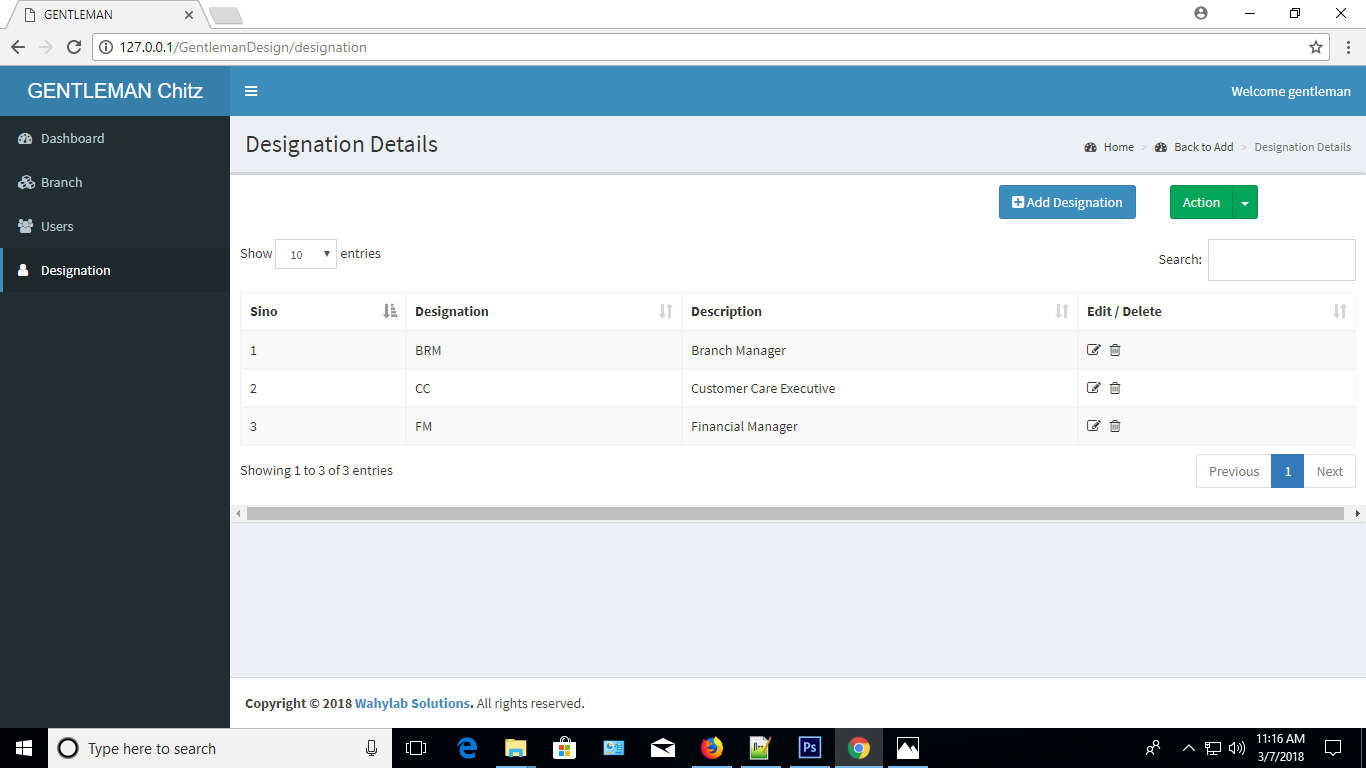 GENTLEMAN
127.0.0.1/GentlemanDesign/designation
GENTLEMAN Chitz
Welcome gentleman
Dashboard
Branch
Users
Designation
Designation Details
Home > Back to Add > Designation Details
Add Designation
Action
Show 10 entries
Search:
Sino Designation Description Edit / Delete
1 BRM Branch Manager
2 CC Customer Care Executive
3 FM Financial Manager
Showing 1 to 3 of 3 entries
Previous 1 Next
Copyright © 2018 Wahylab Solutions. All rights reserved.
Type here to search
Ps
11:16 AM
3/7/2018